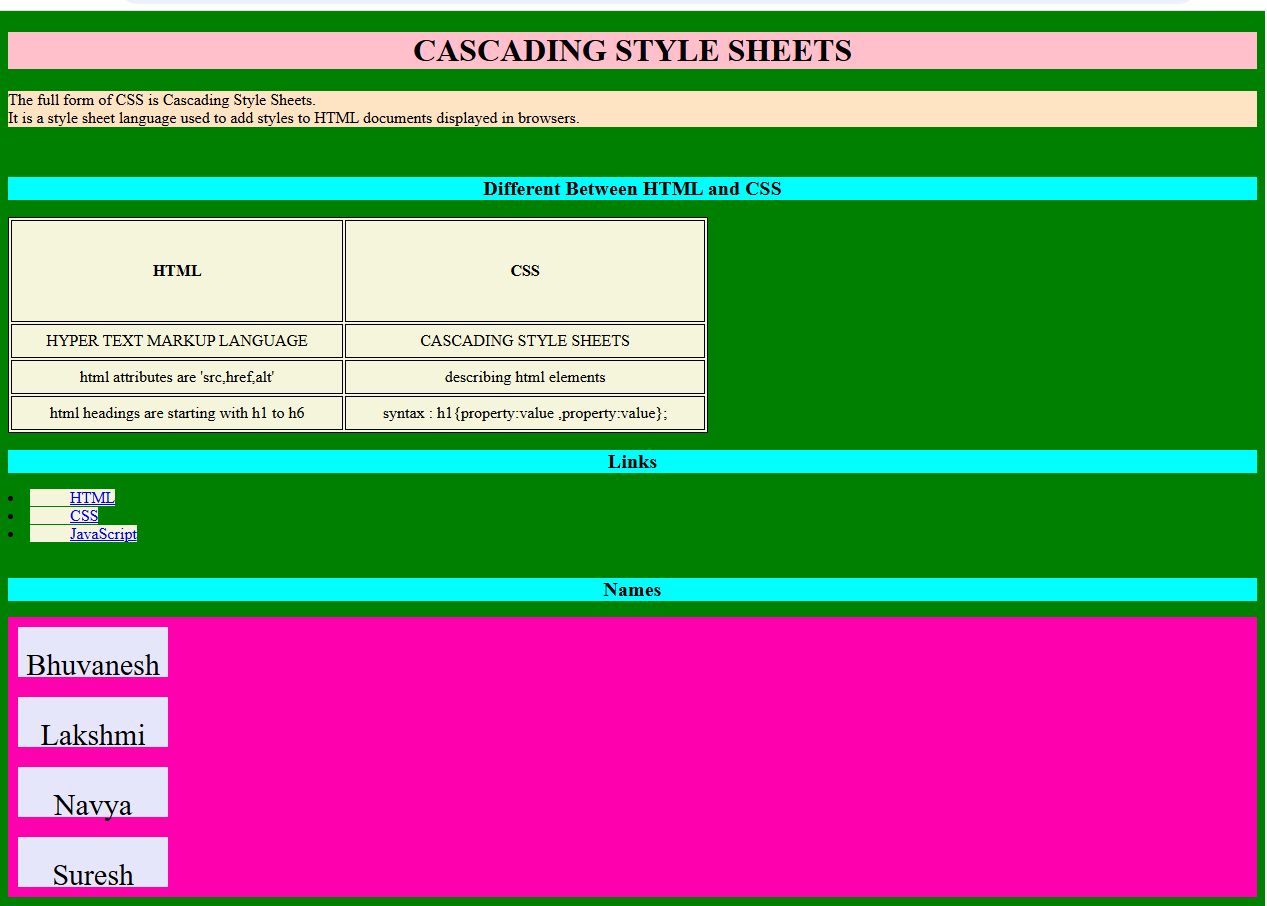 CASCADING STYLE SHEETS
The full form of CSS is Cascading Style Sheets.
It is a style sheet language used to add styles to HTML documents displayed in browsers.
Different Between HTML and CSS
HTML CSS
HYPER TEXT MARKUP LANGUAGE CASCADING STYLE SHEETS
html attributes are 'src,href,alt' describing html elements
html headings are starting with h1 to h6 syntax : h1{property:value ,property:value};
Links
HTML
CSS
JavaScript
Names
Bhuvanesh
Lakshmi
Navya
Suresh